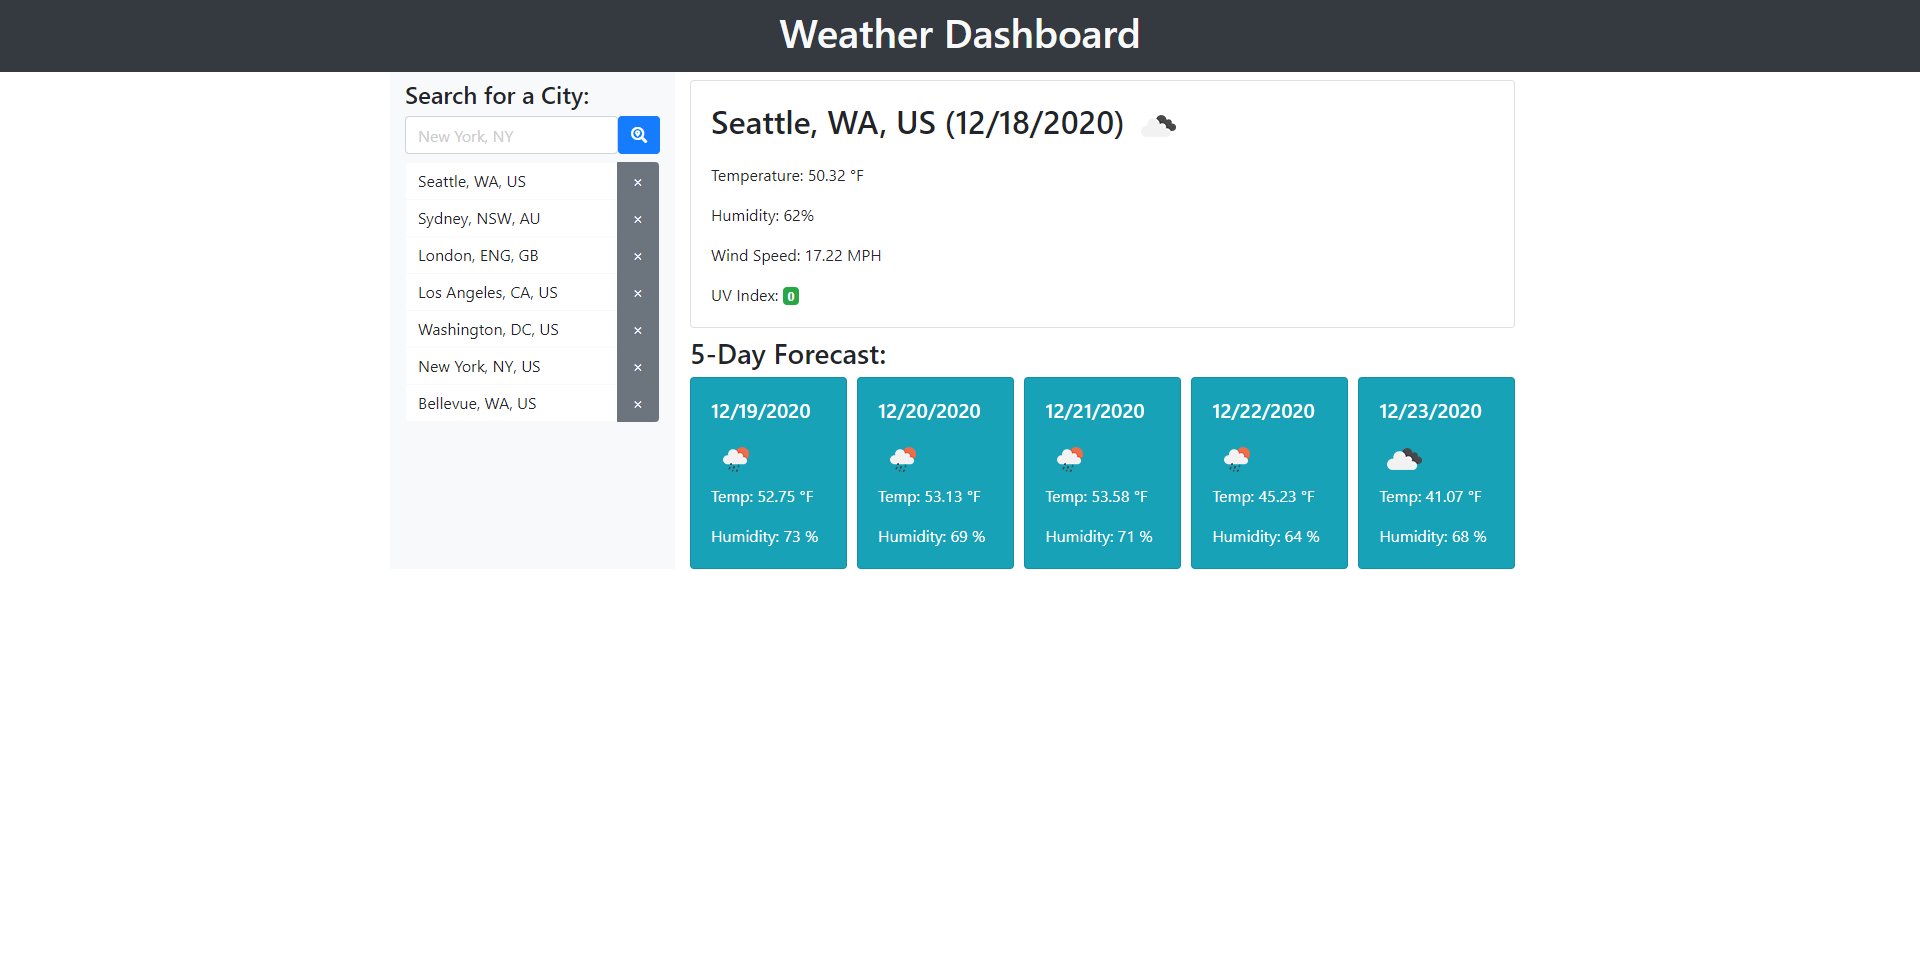 Weather Dashboard
Search for a City:
New York, NY
Seattle, WA, US ×
Sydney, NSW, AU ×
London, ENG, GB ×
Los Angeles, CA, US ×
Washington, DC, US ×
New York, NY, US ×
Bellevue, WA, US ×
Seattle, WA, US (12/18/2020)
Temperature: 50.32 °F
Humidity: 62%
Wind Speed: 17.22 MPH
UV Index: 0
5-Day Forecast:
12/19/2020
Temp: 52.75 °F
Humidity: 73 %
12/20/2020
Temp: 53.13 °F
Humidity: 69 %
12/21/2020
Temp: 53.58 °F
Humidity: 71 %
12/22/2020
Temp: 45.23 °F
Humidity: 64 %
12/23/2020
Temp: 41.07 °F
Humidity: 68 %